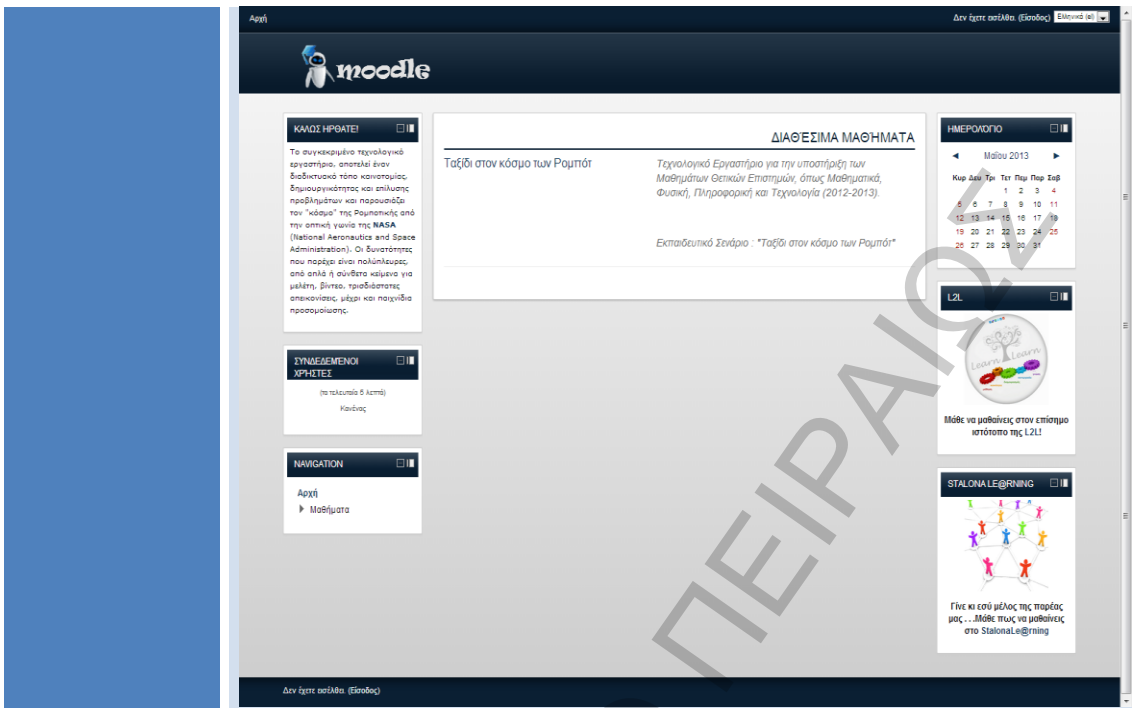 Αρχή
Δεν έχετε εισέλθει. (Είσοδος) Ελληνικά (el)
moodle
ΚΑΛΩΣ ΗΡΘΑΤΕ!
Το συγκεκριμένο τεχνολογικό
εργαστήριο, αποτελεί έναν
διαδικτυακό τόπο καινοτομίας,
δημιουργικότητας και επίλυσης
προβλημάτων και παρουσιάζει
τον "κόσμο" της Ρομποτικής από
την οπτική γωνία της NASA
(National Aeronautics and Space
Administration). Οι δυνατότητες
που παρέχει είναι πολύπλευρες,
από απλά ή σύνθετα κείμενα για
μελέτη, βίντεο, τρισδιάστατες
απεικονίσεις, μέχρι και παιχνίδια
προσομοίωσης.
ΣΥΝΔΕΔΕΜΈΝΟΙ
ΧΡΉΣΤΕΣ
(τα τελευταία 5 λεπτά)
Κανένας
NAVIGATION
Αρχή
Μαθήματα
ΔΙΑΘΈΣΙΜΑ ΜΑΘΉΜΑΤΑ
Ταξίδι στον κόσμο των Ρομπότ
Τεχνολογικό Εργαστήριο για την υποστήριξη των
Μαθημάτων Θετικών Επιστημών, όπως Μαθηματικά,
Φυσική, Πληροφορική και Τεχνολογία (2012-2013).
Εκπαιδευτικό Σενάριο : "Ταξίδι στον κόσμο των Ρομπότ"
ΗΜΕΡΟΛΌΓΙΟ
◄ Μαΐου 2013 ►
Κυρ Δευ Τρι Τετ Πεμ Παρ Σαβ
1 2 3 4
5 6 7 8 9 10 11
12 13 14 15 16 17 18
19 20 21 22 23 24 25
26 27 28 29 30 31
L2L
Learn 2 Learn
Μάθε να μαθαίνεις στον επίσημο
ιστότοπο της L2L!
STALONA LE@RNING
Γίνε κι εσύ μέλος της παρέας
μας . . .Μάθε πως να μαθαίνεις
στο StalonaLe@rning
Δεν έχετε εισέλθει. (Είσοδος)
ΠΕΙΡΑΙΩΣ